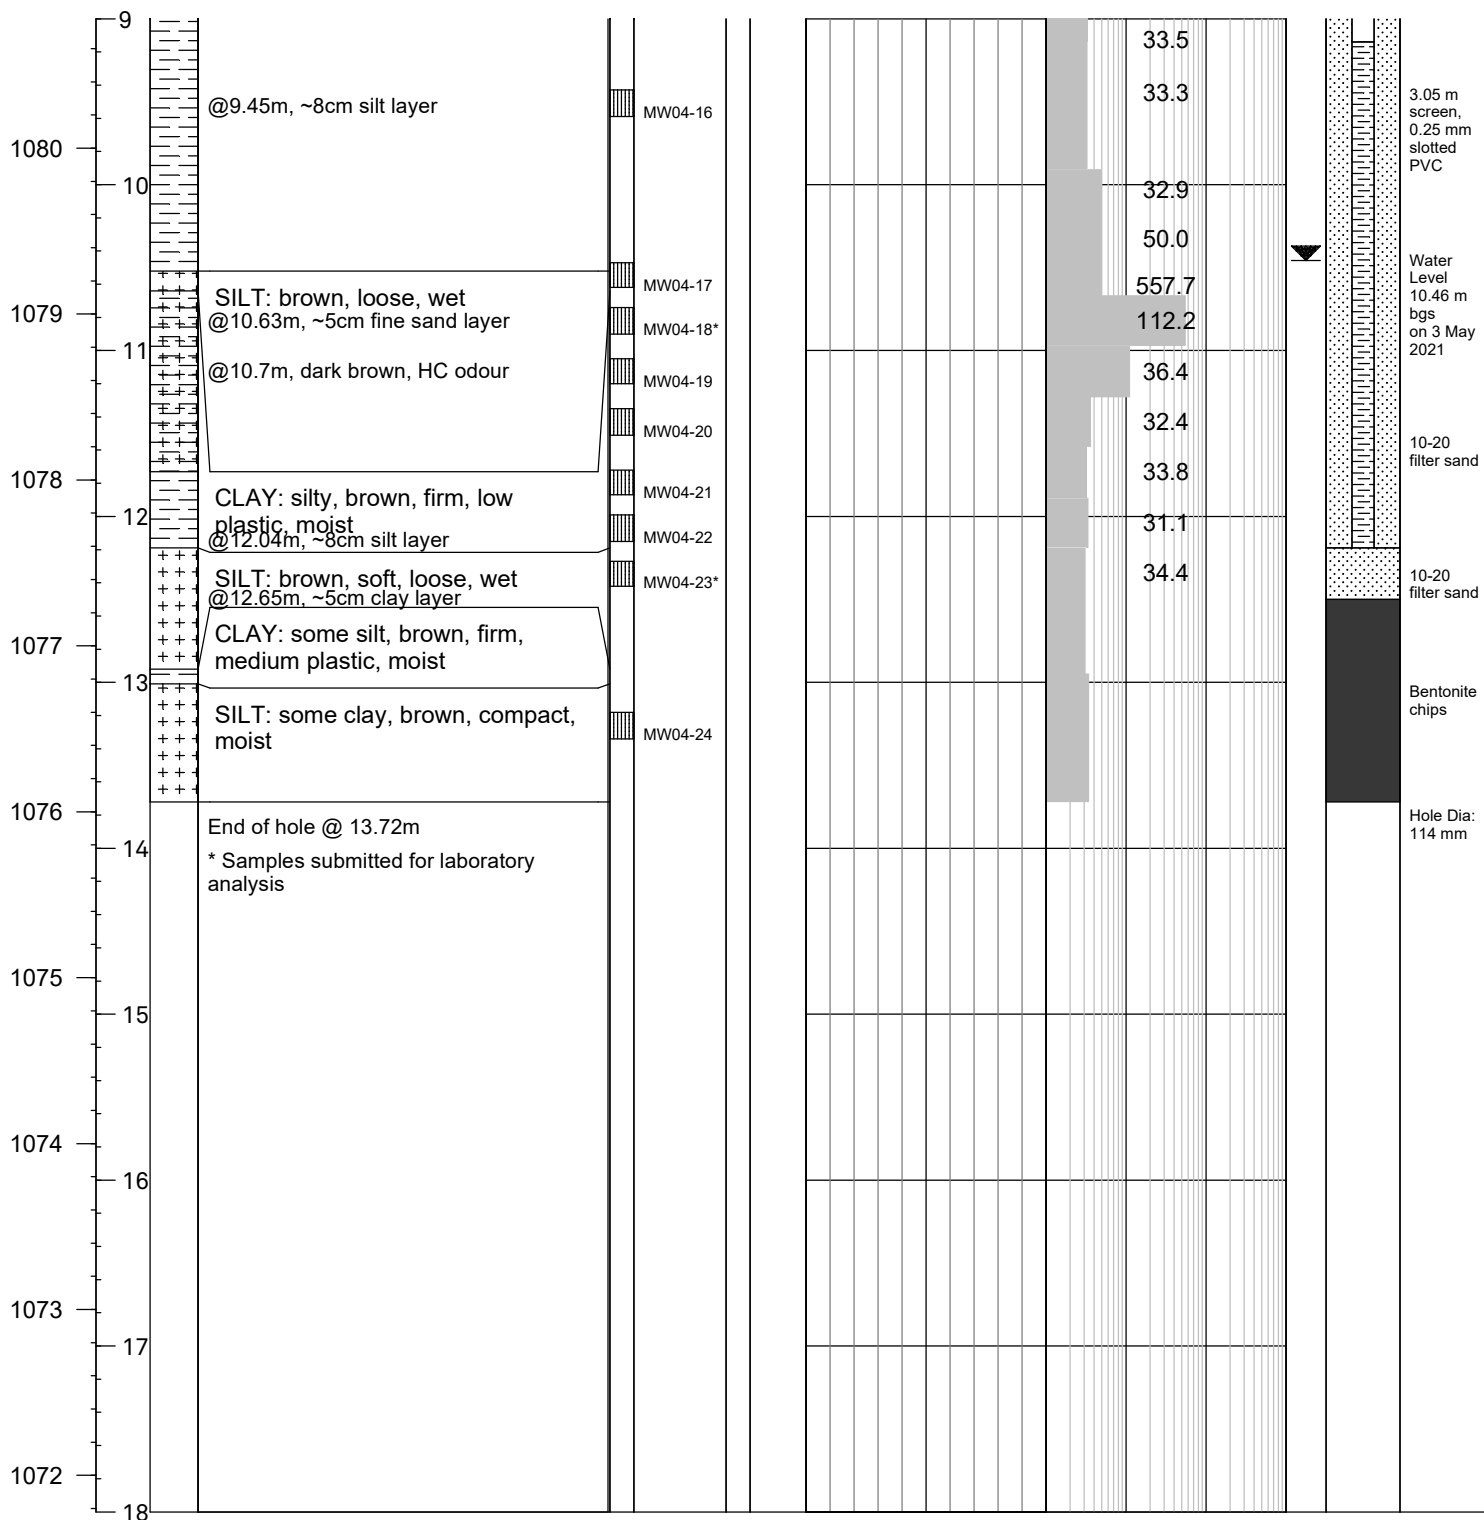 1080
1079
1078
1077
1076
1075
1074
1073
1072
9
10
11
12
13
14
15
16
17
18
@9.45m, ~8cm silt layer
SILT: brown, loose, wet
@10.63m, ~5cm fine sand layer
@10.7m, dark brown, HC odour
CLAY: silty, brown, firm, low
plastic, moist
@12.04m, ~8cm silt layer
SILT: brown, soft, loose, wet
@12.65m, ~5cm clay layer
CLAY: some silt, brown, firm,
medium plastic, moist
SILT: some clay, brown, compact,
moist
End of hole @ 13.72m
* Samples submitted for laboratory
analysis
MW04-16
MW04-17
MW04-18*
MW04-19
MW04-20
MW04-21
MW04-22
MW04-23*
MW04-24
33.5
33.3
32.9
50.0
557.7
112.2
36.4
32.4
33.8
31.1
34.4
3.05 m
screen,
0.25 mm
slotted
PVC
Water
Level
10.46 m
bgs
on 3 May
2021
10-20
filter sand
10-20
filter sand
Bentonite
chips
Hole Dia:
114 mm